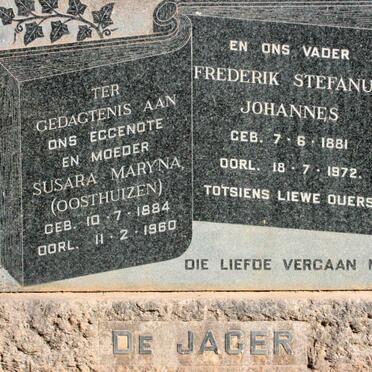 TER
GEDAGTENIS AAN
ONS EGGENOTE
EN MOEDER
SUSARA MARYNA
(OOSTHUIZEN)
GEB. 10·7·1884
OORL. 11·2·1960
EN ONS VADER
FREDERIK STEFANU
JOHANNES
GEB. 7·6·1881
OORL. 18·7·1972.
TOTSIENS LIEWE OUERS
DIE LIEFDE VERGAAN N
DE JAGER